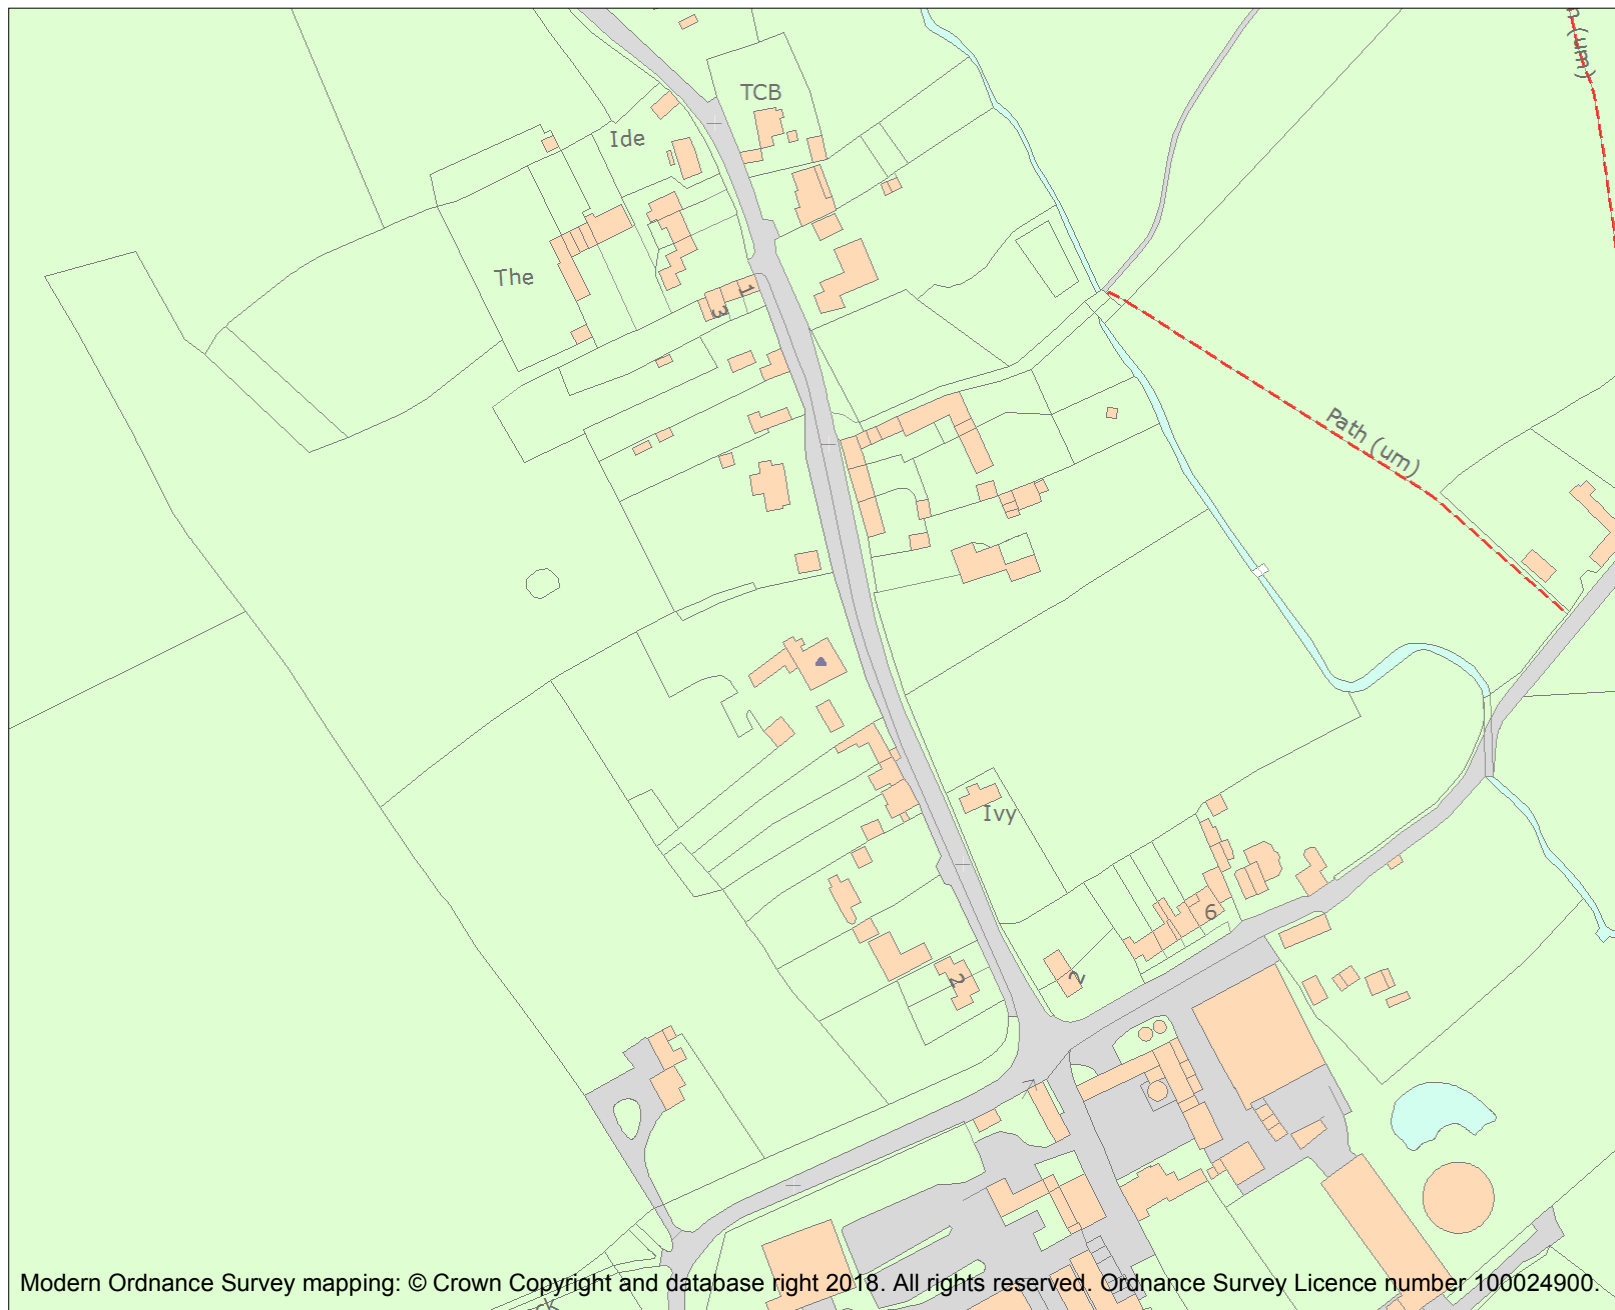 (um)
TCB
Ide
The
1
3
Path (um)
Ivy
6
2
2
Modern Ordnance Survey mapping: © Crown Copyright and database right 2018. All rights reserved. Ordnance Survey Licence number 100024900.